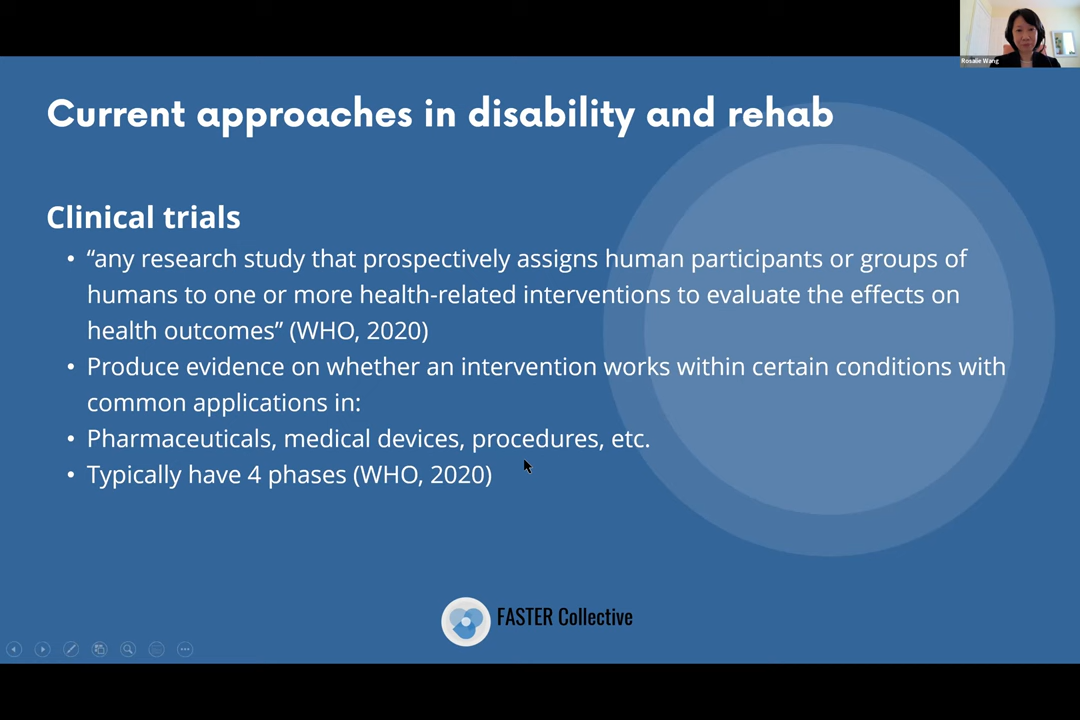 Rosalie Wang
Current approaches in disability and rehab
Clinical trials
• “any research study that prospectively assigns human participants or groups of
humans to one or more health-related interventions to evaluate the effects on
health outcomes” (WHO, 2020)
• Produce evidence on whether an intervention works within certain conditions with
common applications in:
• Pharmaceuticals, medical devices, procedures, etc.
• Typically have 4 phases (WHO, 2020)
FASTER Collective